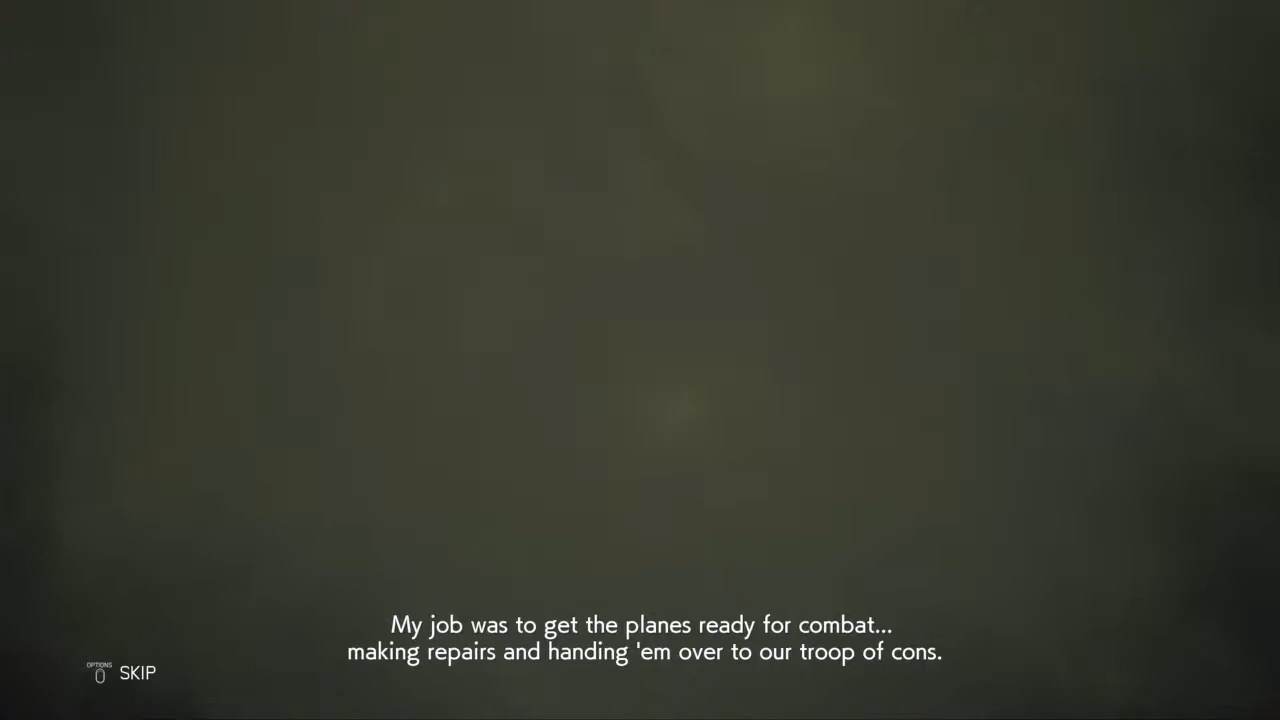 My job was to get the planes ready for combat...
making repairs and handing 'em over to our troop of cons.
OPTIONS
SKIP